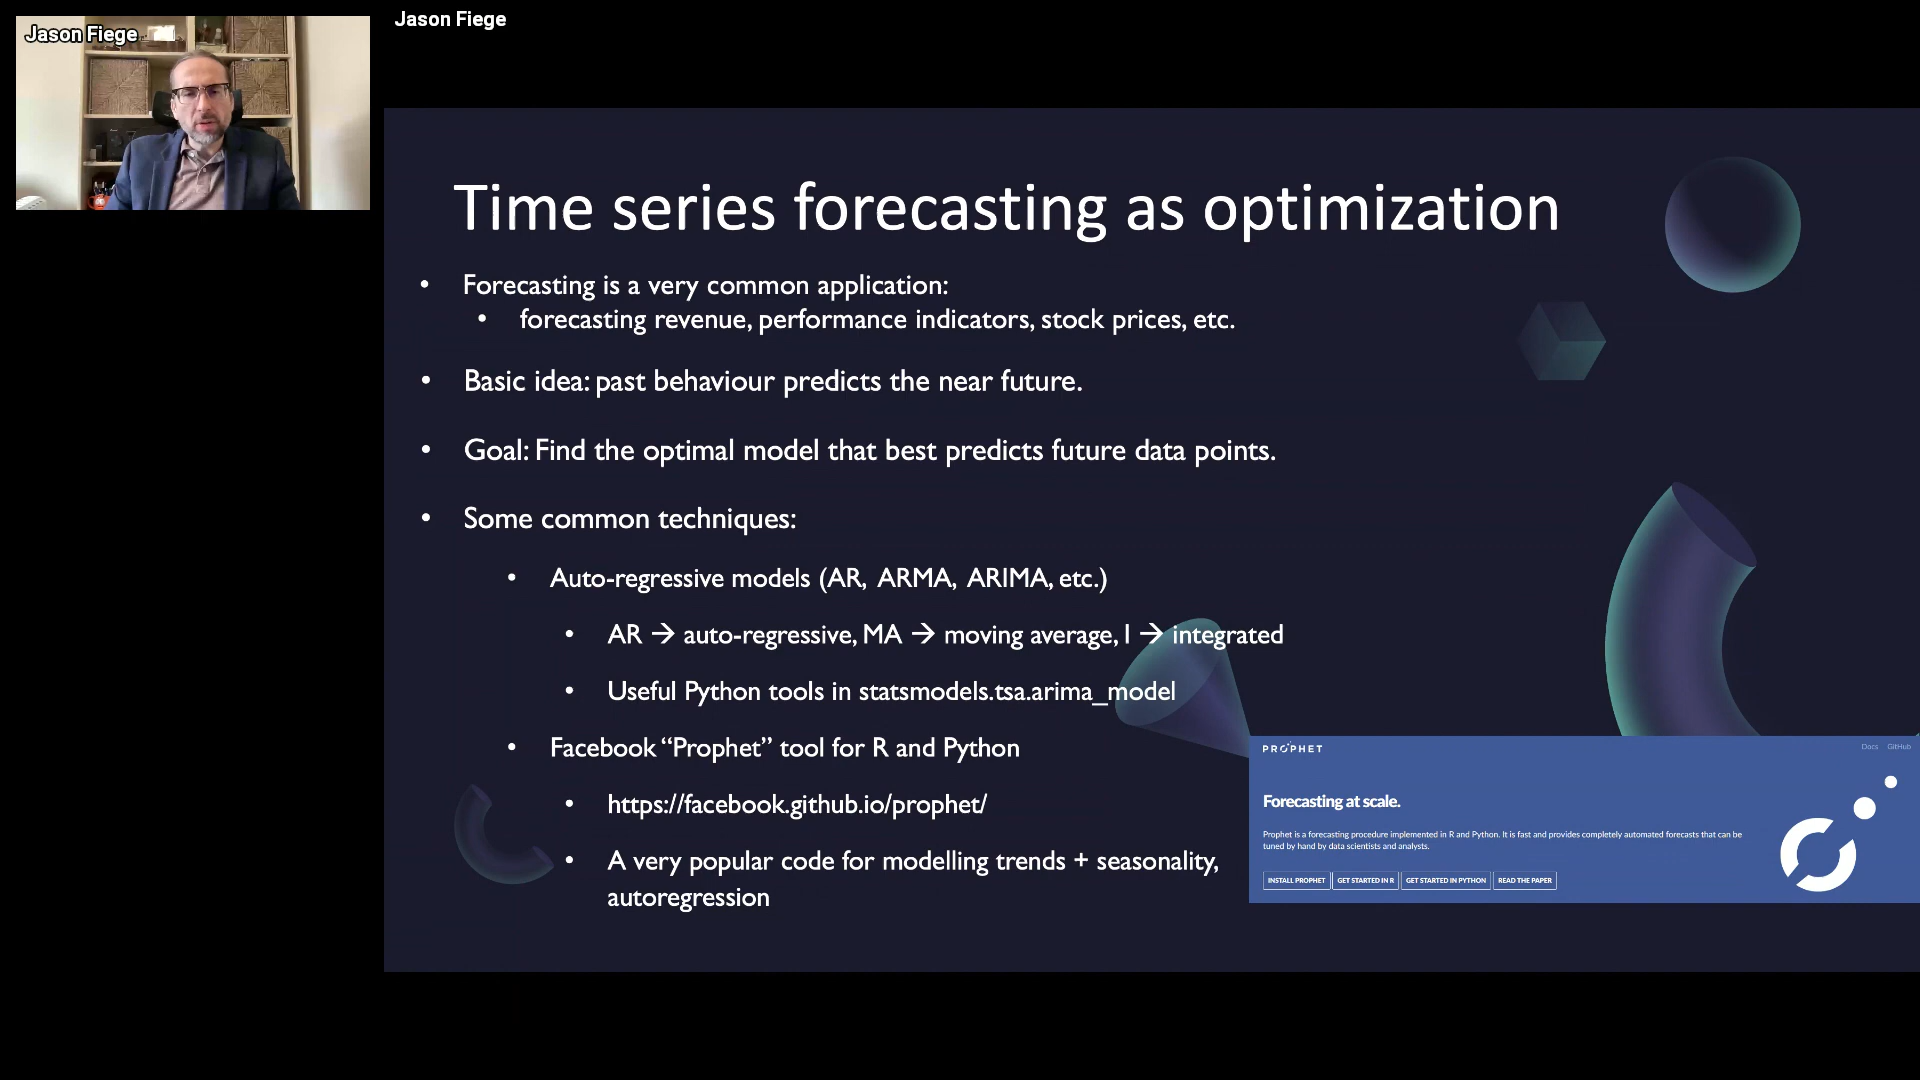 Jason Fiege
Jason Fiege
Time series forecasting as optimization
• Forecasting is a very common application:
• forecasting revenue, performance indicators, stock prices, etc.
• Basic idea: past behaviour predicts the near future.
• Goal: Find the optimal model that best predicts future data points.
• Some common techniques:
• Auto-regressive models (AR, ARMA, ARIMA, etc.)
• AR → auto-regressive, MA → moving average, I → integrated
• Useful Python tools in statsmodels.tsa.arima_model
• Facebook “Prophet” tool for R and Python
• https://facebook.github.io/prophet/
• A very popular code for modelling trends + seasonality,
autoregression
PROPHET
Docs GitHub
Forecasting at scale.
Prophet is a forecasting procedure implemented in R and Python. It is fast and provides completely automated forecasts that can be
tuned by hand by data scientists and analysts.
INSTALL PROPHET GET STARTED IN R GET STARTED IN PYTHON READ THE PAPER